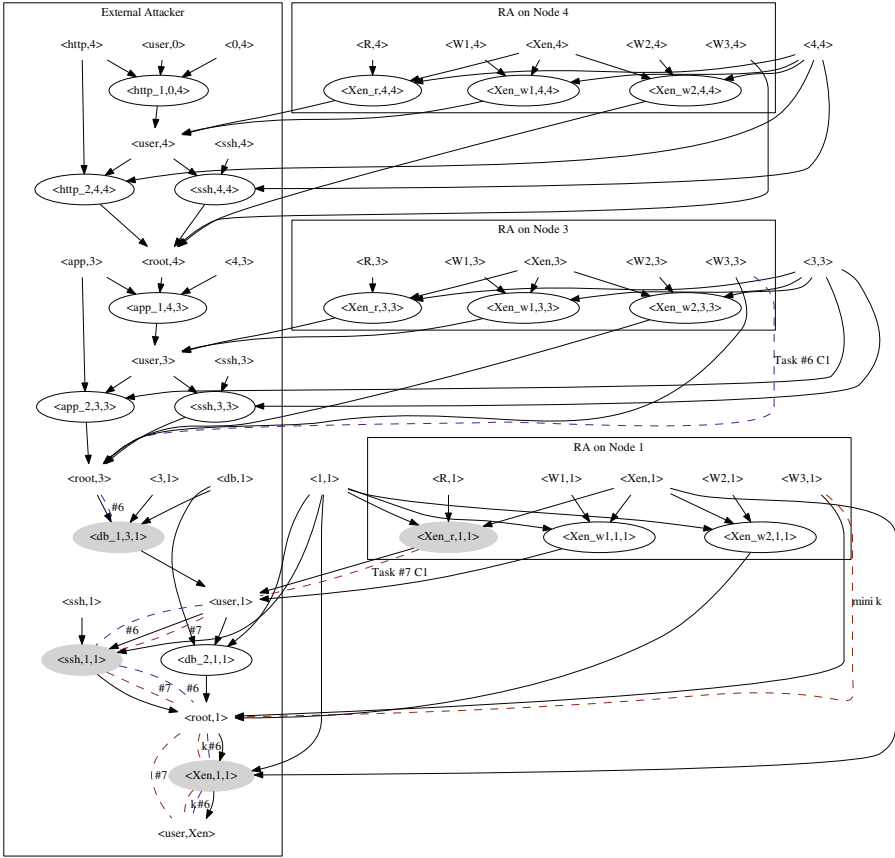 External Attacker
RA on Node 4
<http,4> <user,0> <0,4> <R,4> <W1,4> <Xen,4> <W2,4> <W3,4> <4,4>
<http_1,0,4> <Xen_r,4,4> <Xen_w1,4,4> <Xen_w2,4,4>
<user,4> <ssh,4>
<http_2,4,4> <ssh,4,4>
RA on Node 3
<app,3> <root,4> <4,3> <R,3> <W1,3> <Xen,3> <W2,3> <W3,3> <3,3>
<app_1,4,3> <Xen_r,3,3> <Xen_w1,3,3> <Xen_w2,3,3>
<user,3> <ssh,3> Task #6 C1
<app_2,3,3> <ssh,3,3>
RA on Node 1
<root,3> <3,1> <db,1> <1,1> <R,1> <W1,1> <Xen,1> <W2,1> <W3,1>
#6
<db_1,3,1> <Xen_r,1,1> <Xen_w1,1,1> <Xen_w2,1,1>
Task #7 C1
<ssh,1> <user,1> mini k
#6 #7
<ssh,1,1> <db_2,1,1>
#7 #6
<root,1>
k#6
#7 <Xen,1,1>
k#6
<user,Xen>